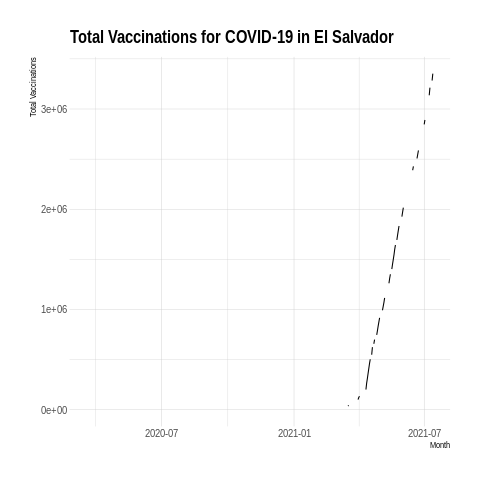 Total Vaccinations for COVID-19 in El Salvador
Total Vaccinations
3e+06
2e+06
1e+06
0e+00
2020-07 2021-01 2021-07
Month